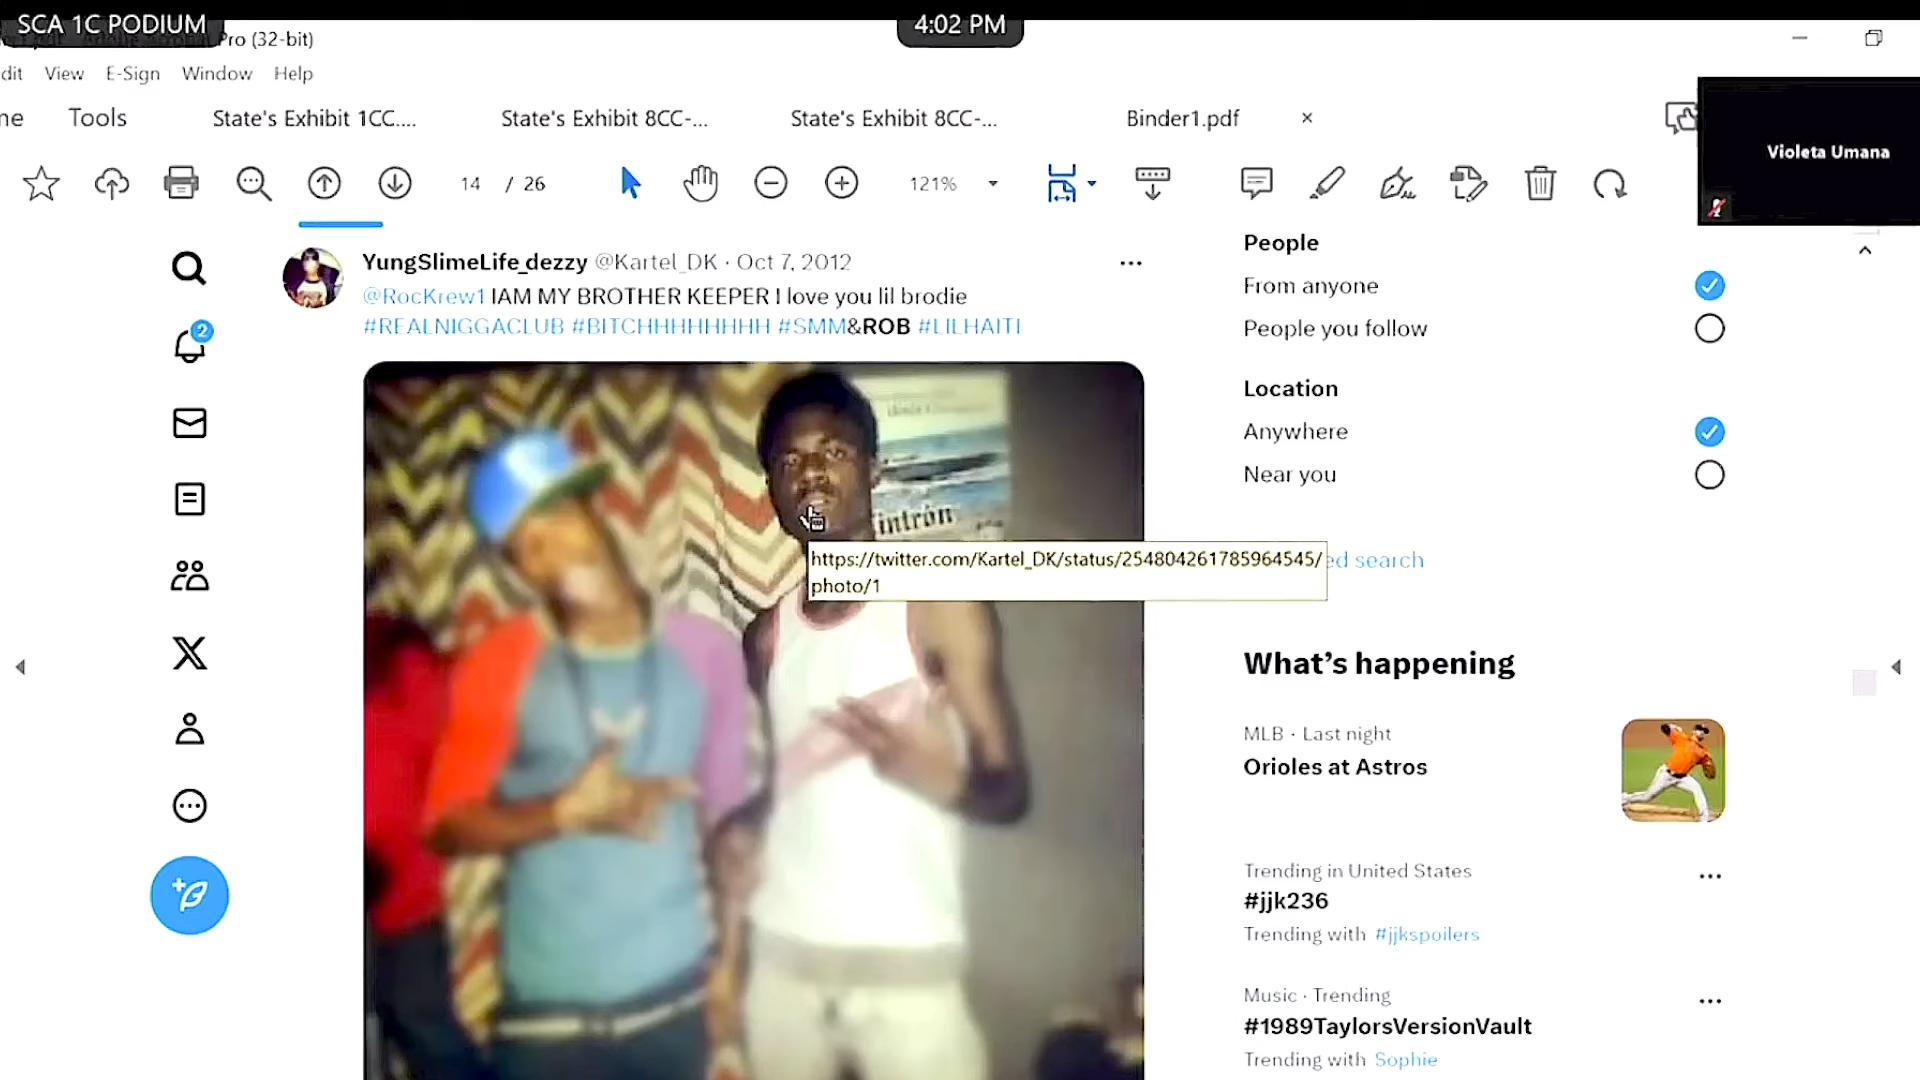 SCA 1C PODIUM
4:02 PM
Pro (32-bit)
dit View E-Sign Window Help
me Tools State's Exhibit 1CC.... State's Exhibit 8CC-... State's Exhibit 8CC-... Binder1.pdf ×
14 / 26 121%
Violeta Umana
2
YungSlimeLife_dezzy @Kartel_DK · Oct 7, 2012
@RocKrew1 IAM MY BROTHER KEEPER I love you lil brodie
#REALNIGGACLUB #BITCHHHHHHHH #SMM&ROB #LILHAITI
intrón
https://twitter.com/Kartel_DK/status/254804261785964545/
photo/1
People
From anyone
People you follow
Location
Anywhere
Near you
ed search
What's happening
MLB · Last night
Orioles at Astros
Trending in United States
#jjk236
Trending with #jjkspoilers
Music · Trending
#1989TaylorsVersionVault
Trending with Sophie